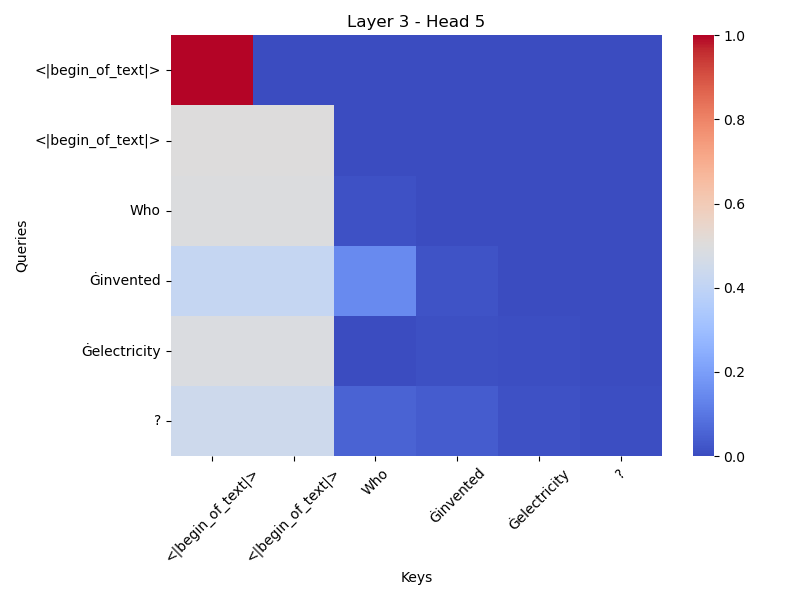 Layer 3 - Head 5
<|begin_of_text|>
<|begin_of_text|>
Who
Ġinvented
Ġelectricity
?
Queries
<|begin_of_text|>
<|begin_of_text|>
Who
Ġinvented
Ġelectricity
?
Keys
1.0
0.8
0.6
0.4
0.2
0.0